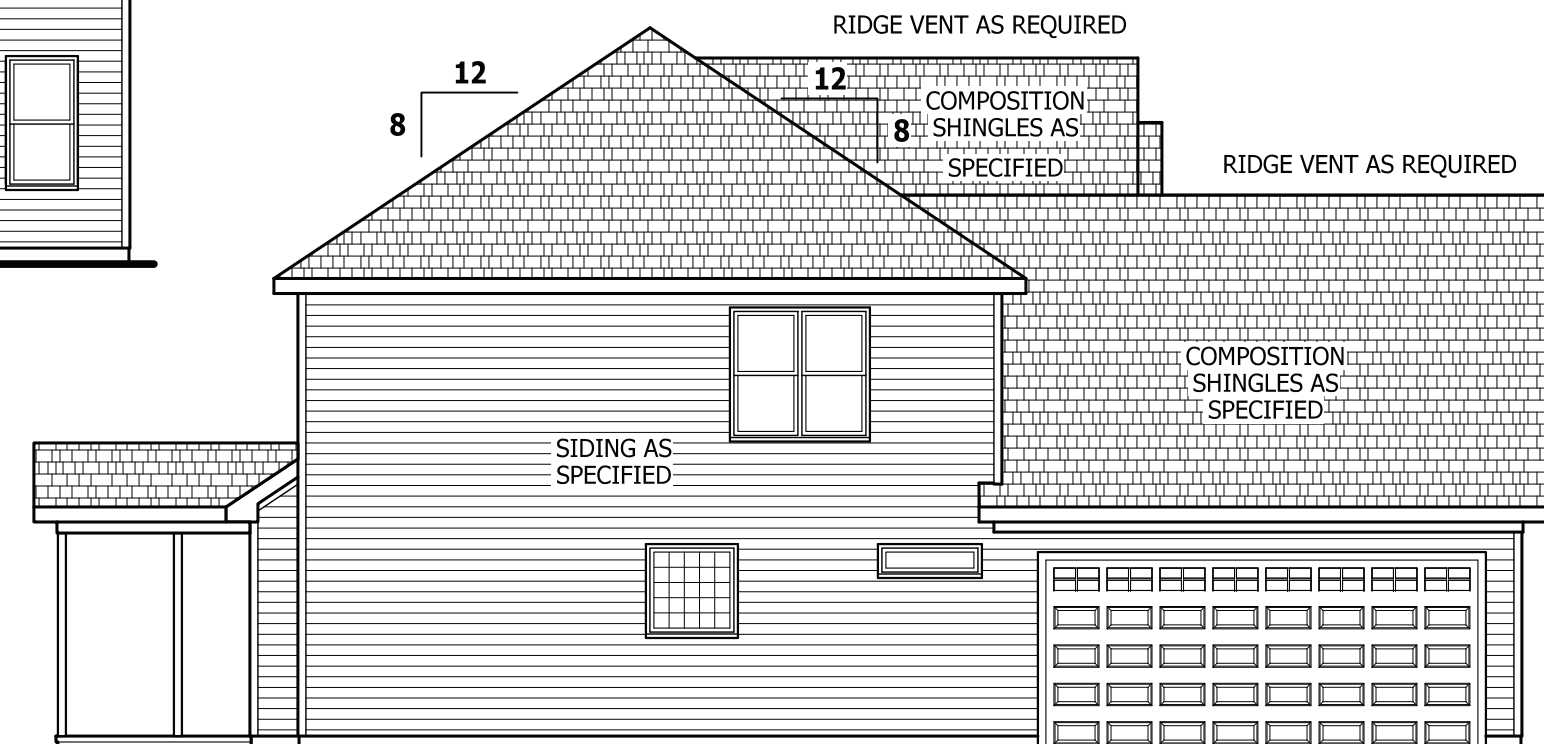 RIDGE VENT AS REQUIRED
12
8
12
8
COMPOSITION
SHINGLES AS
SPECIFIED
RIDGE VENT AS REQUIRED
COMPOSITION
SHINGLES AS
SPECIFIED
SIDING AS
SPECIFIED